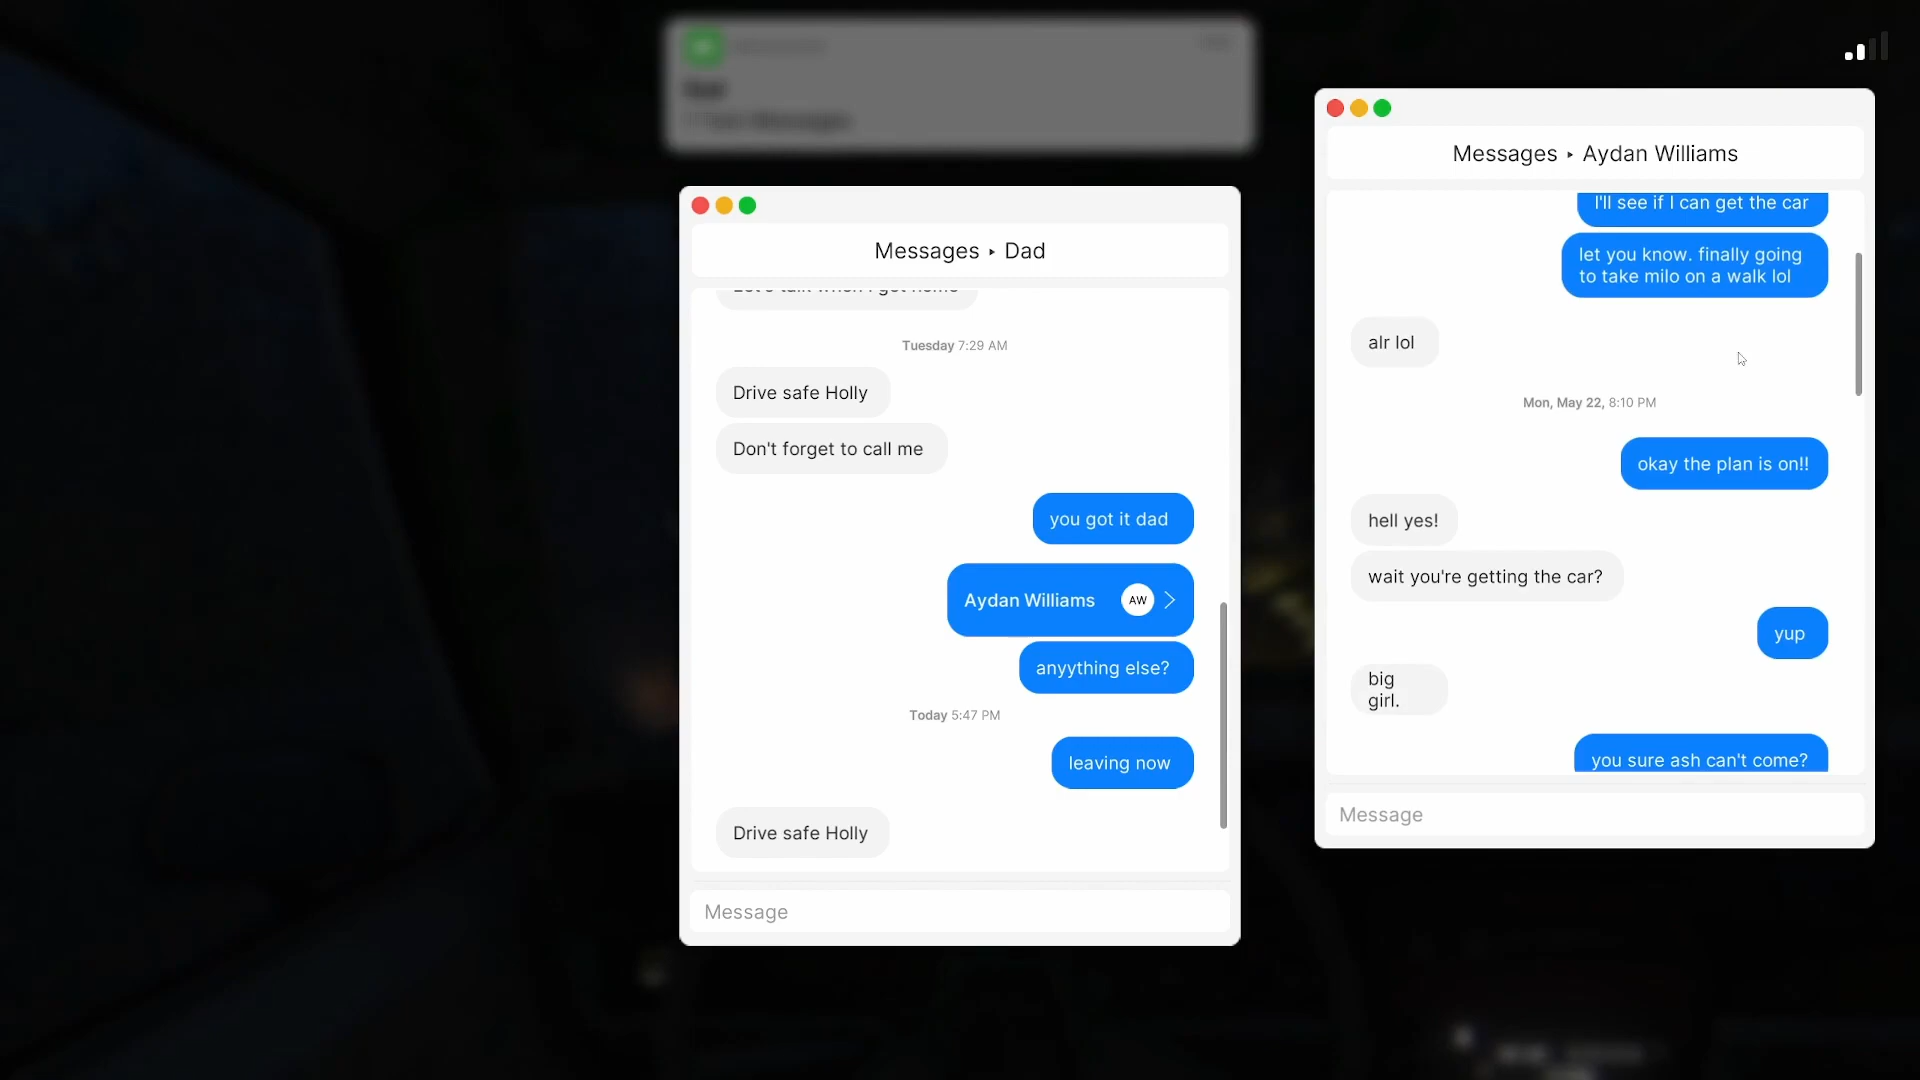 Messages ▸ Dad
Tuesday 7:29 AM
Drive safe Holly
Don't forget to call me
you got it dad
Aydan Williams AW
anyything else?
Today 5:47 PM
leaving now
Drive safe Holly
Message
Messages ▸ Aydan Williams
I'll see if I can get the car
let you know. finally going
to take milo on a walk lol
alr lol
Mon, May 22, 8:10 PM
okay the plan is on!!
hell yes!
wait you're getting the car?
yup
big
girl.
you sure ash can't come?
Message